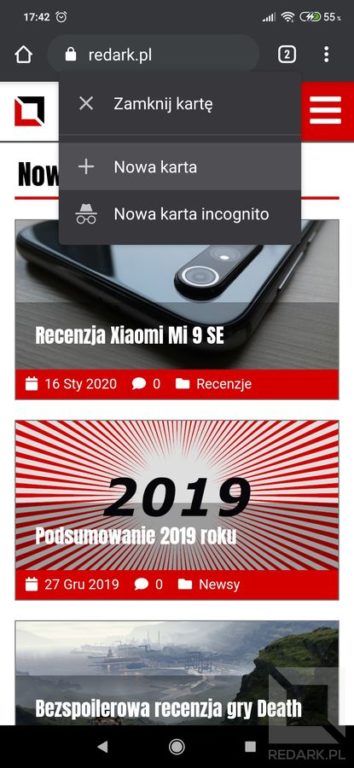 17:42
55%
redark.pl
2
Zamknij kartę
Nowa karta
Nowa karta incognito
Now
Recenzja Xiaomi Mi 9 SE
16 Sty 2020 0 Recenzje
2019
Podsumowanie 2019 roku
27 Gru 2019 0 Newsy
Bezspoilerowa recenzja gry Death
REDARK.PL